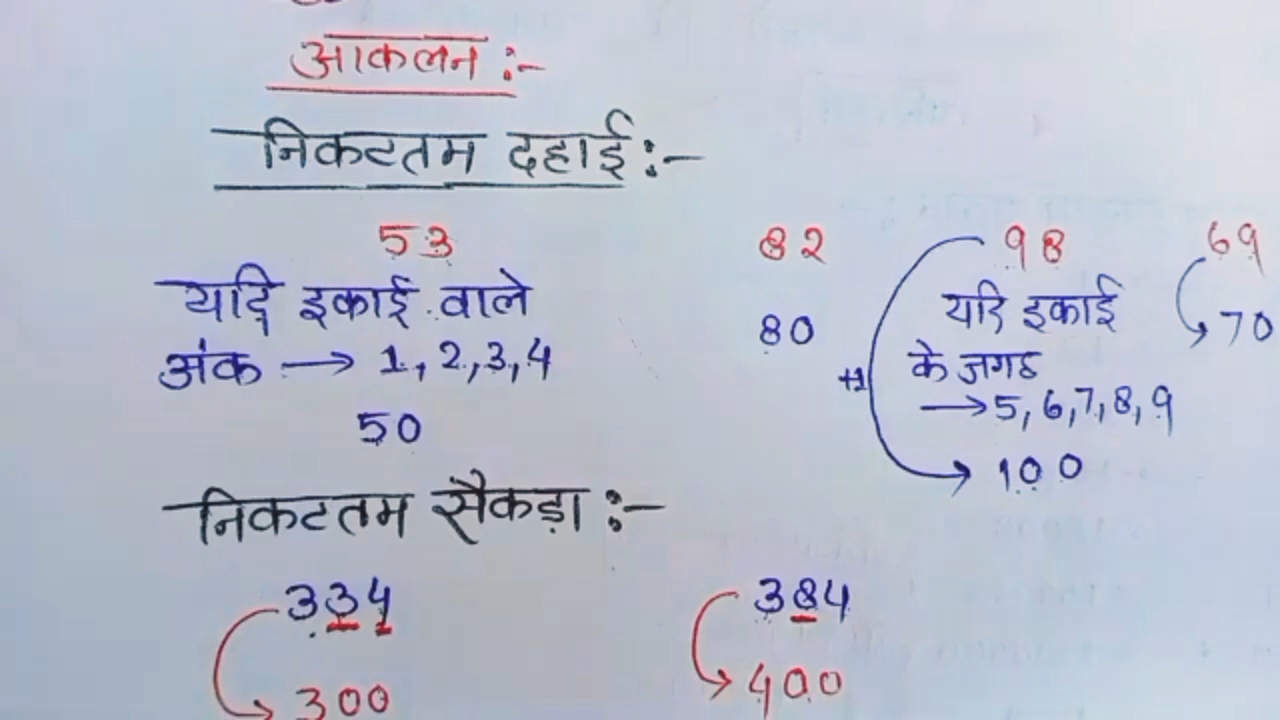 आकलन :-
निकटतम दहाई :-
53
यदि इकाई वाले
अंक → 1, 2, 3, 4
50
82
80
98
यदि इकाई
के जगह
→ 5, 6, 7, 8, 9
+1
100
69
70
निकटतम सैकड़ा :-
334
300
384
400